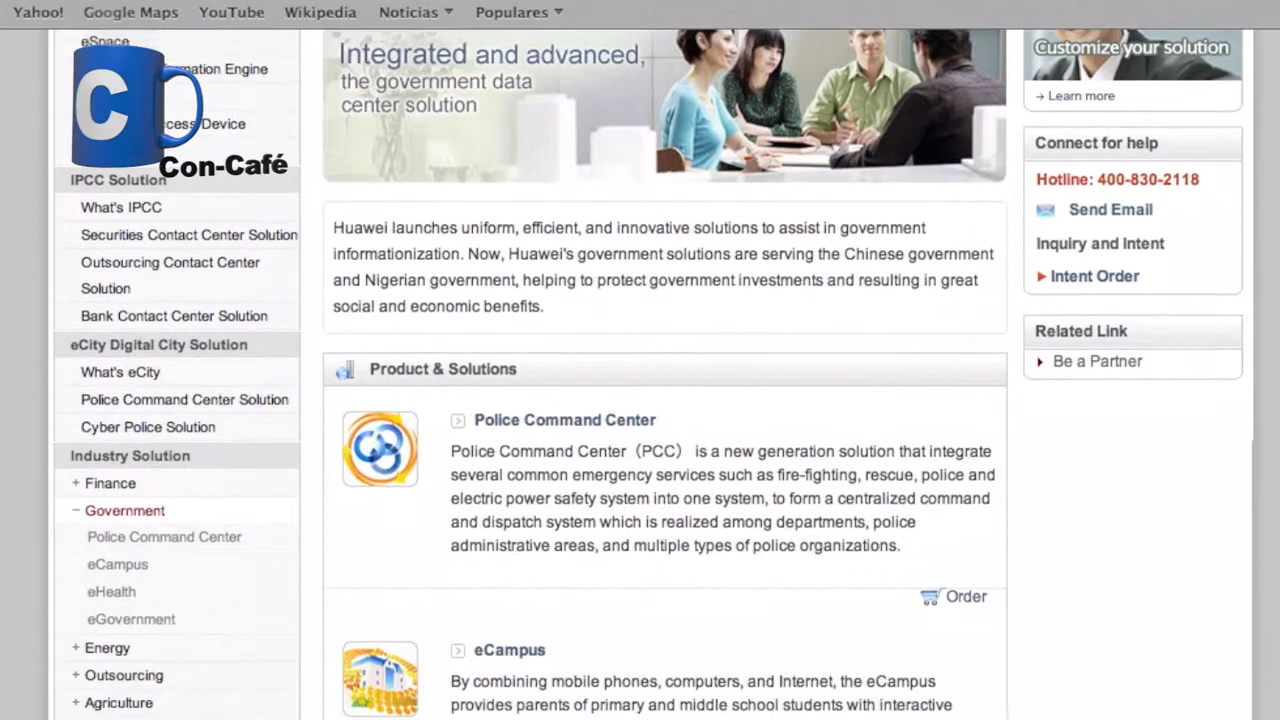 Yahoo! Google Maps YouTube Wikipedia Noticias Populares
eSpace
mation Engine
ccess Device
C
Con-Café
IPCC Solution
What's IPCC
Securities Contact Center Solution
Outsourcing Contact Center
Solution
Bank Contact Center Solution
eCity Digital City Solution
What's eCity
Police Command Center Solution
Cyber Police Solution
Industry Solution
+ Finance
− Government
Police Command Center
eCampus
eHealth
eGovernment
+ Energy
+ Outsourcing
+ Agriculture
Integrated and advanced,
the government data
center solution
Huawei launches uniform, efficient, and innovative solutions to assist in government
informationization. Now, Huawei's government solutions are serving the Chinese government
and Nigerian government, helping to protect government investments and resulting in great
social and economic benefits.
Product & Solutions
Police Command Center
Police Command Center（PCC） is a new generation solution that integrate
several common emergency services such as fire-fighting, rescue, police and
electric power safety system into one system, to form a centralized command
and dispatch system which is realized among departments, police
administrative areas, and multiple types of police organizations.
Order
eCampus
By combining mobile phones, computers, and Internet, the eCampus
provides parents of primary and middle school students with interactive
Customize your solution
→ Learn more
Connect for help
Hotline: 400-830-2118
Send Email
Inquiry and Intent
Intent Order
Related Link
Be a Partner